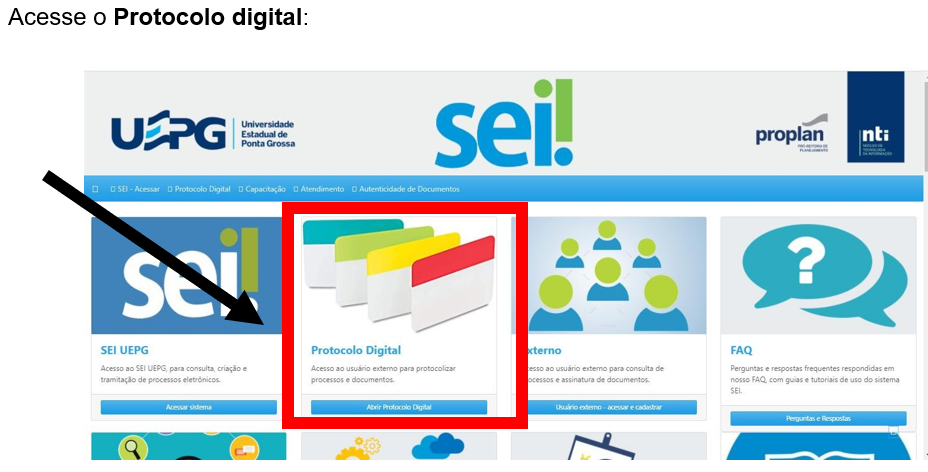 Acesse o Protocolo digital:
UEPG
Universidade
Estadual de
Ponta Grossa
sei!
proplan
PRÓ-REITORIA DE
PLANEJAMENTO
nti
NÚCLEO DE
TECNOLOGIA
DA INFORMAÇÃO
SEI - Acessar Protocolo Digital Capacitação Atendimento Autenticidade de Documentos
sei!
?
SEI UEPG
Acesso ao SEI UEPG, para consulta, criação e
tramitação de processos eletrônicos.
Acessar sistema
Protocolo Digital
Acesso ao usuário externo para protocolizar
processos e documentos.
Abrir Protocolo Digital
xterno
cesso ao usuário externo para consulta de
ocessos e assinatura de documentos.
Usuário externo - acessar e cadastrar
FAQ
Perguntas e respostas frequentes respondidas em
nosso FAQ, com guias e tutoriais de uso do sistema
SEI.
Perguntas e Respostas